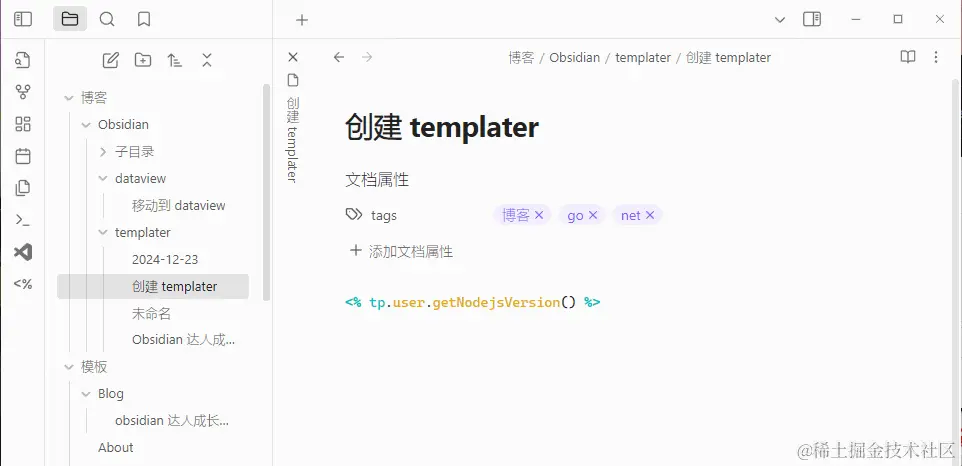 博客 / Obsidian / templater / 创建 templater
博客
Obsidian
子目录
dataview
移动到 dataview
templater
2024-12-23
创建 templater
未命名
Obsidian 达人成...
模板
Blog
obsidian 达人成长...
About
<%
创建 templater
创建 templater
文档属性
tags 博客 × go × net ×
添加文档属性
<% tp.user.getNodejsVersion() %>
@稀土掘金技术社区